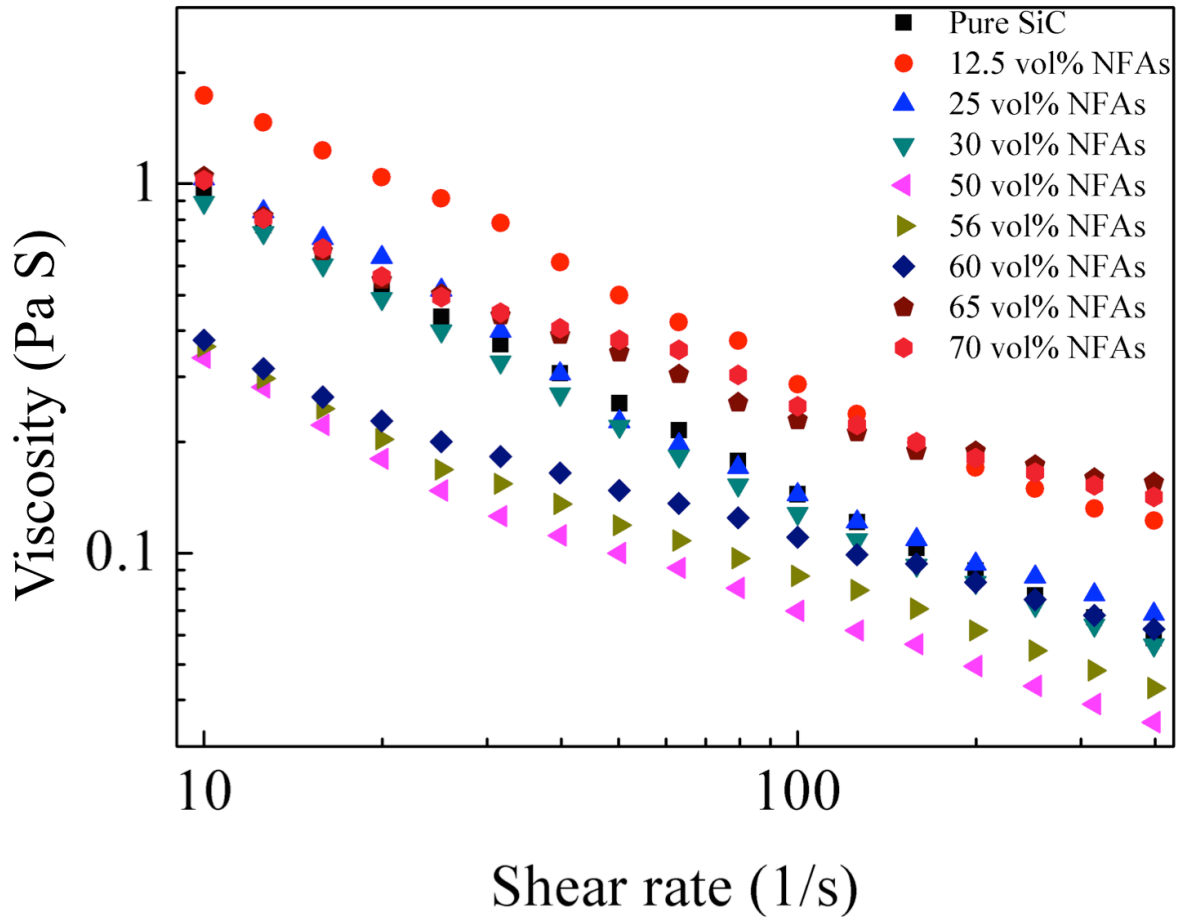 Pure SiC
12.5 vol% NFAs
25 vol% NFAs
30 vol% NFAs
50 vol% NFAs
56 vol% NFAs
60 vol% NFAs
65 vol% NFAs
70 vol% NFAs
1
0.1
Viscosity (Pa S)
10
100
Shear rate (1/s)